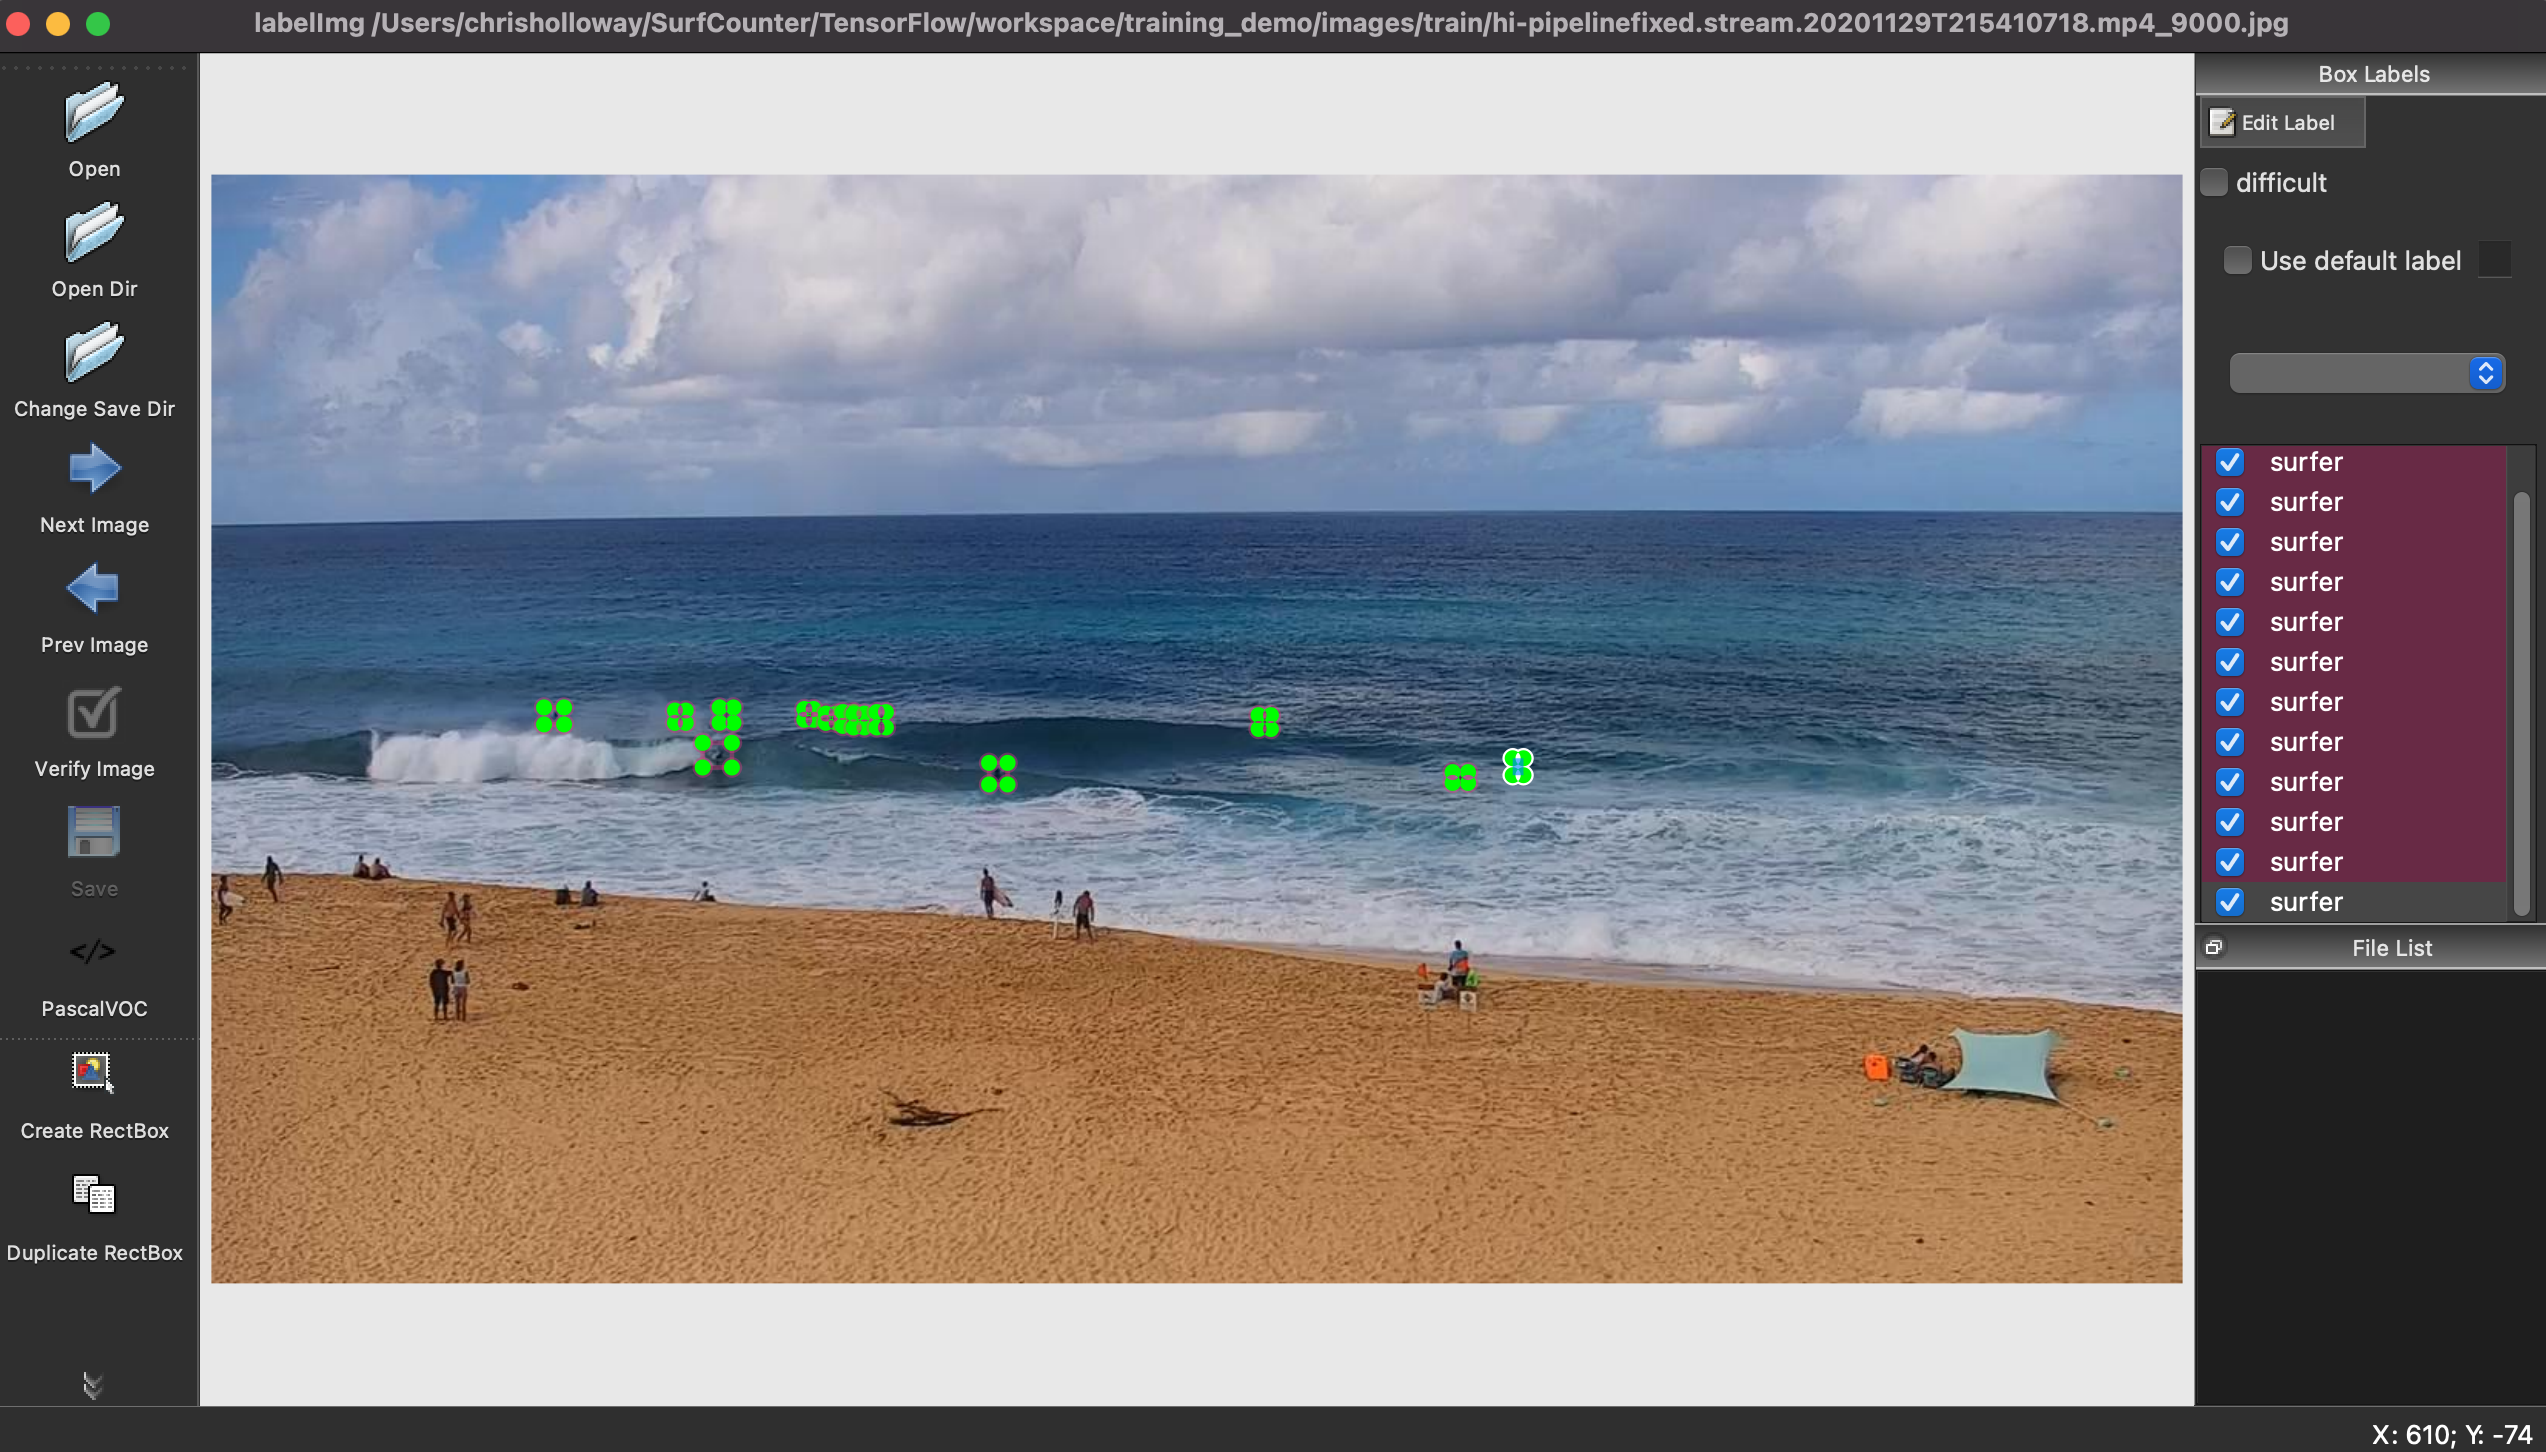 labelImg /Users/chrisholloway/SurfCounter/TensorFlow/workspace/training_demo/images/train/hi-pipelinefixed.stream.20201129T215410718.mp4_9000.jpg
Open
Open Dir
Change Save Dir
Next Image
Prev Image
Verify Image
Save
</>
PascalVOC
Create RectBox
Duplicate RectBox
Box Labels
Edit Label
difficult
Use default label
surfer
surfer
surfer
surfer
surfer
surfer
surfer
surfer
surfer
surfer
surfer
surfer
File List
X: 610; Y: -74